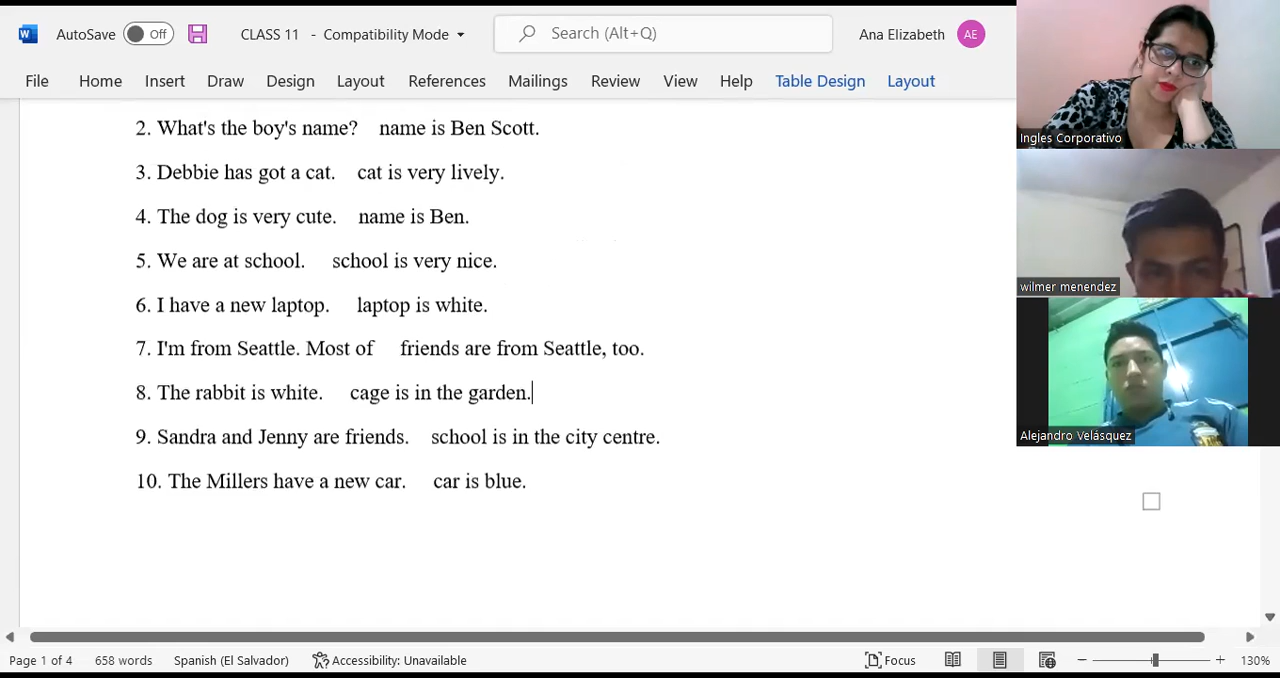 AutoSave Off CLASS 11 - Compatibility Mode Search (Alt+Q) Ana Elizabeth AE
File Home Insert Draw Design Layout References Mailings Review View Help Table Design Layout
2. What's the boy's name? name is Ben Scott.
Ingles Corporativo
3. Debbie has got a cat. cat is very lively.
4. The dog is very cute. name is Ben.
5. We are at school. school is very nice.
wilmer menendez
6. I have a new laptop. laptop is white.
7. I'm from Seattle. Most of friends are from Seattle, too.
8. The rabbit is white. cage is in the garden.
9. Sandra and Jenny are friends. school is in the city centre.
Alejandro Velásquez
10. The Millers have a new car. car is blue.
Page 1 of 4 658 words Spanish (El Salvador) Accessibility: Unavailable Focus 130%